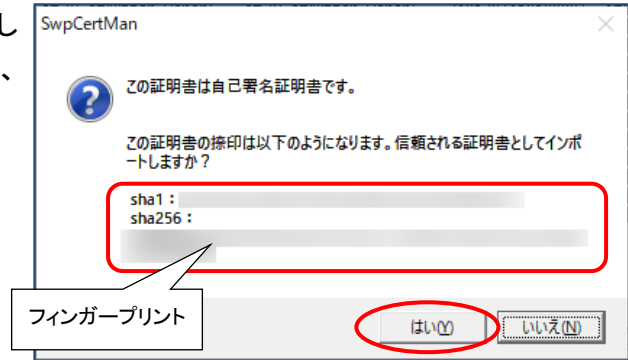 し
、
SwpCertMan
この証明書は自己署名証明書です。
この証明書の捺印は以下のようになります。信頼される証明書としてインポ
ートしますか？
sha1：
sha256：
フィンガープリント
はい(Y)
いいえ(N)